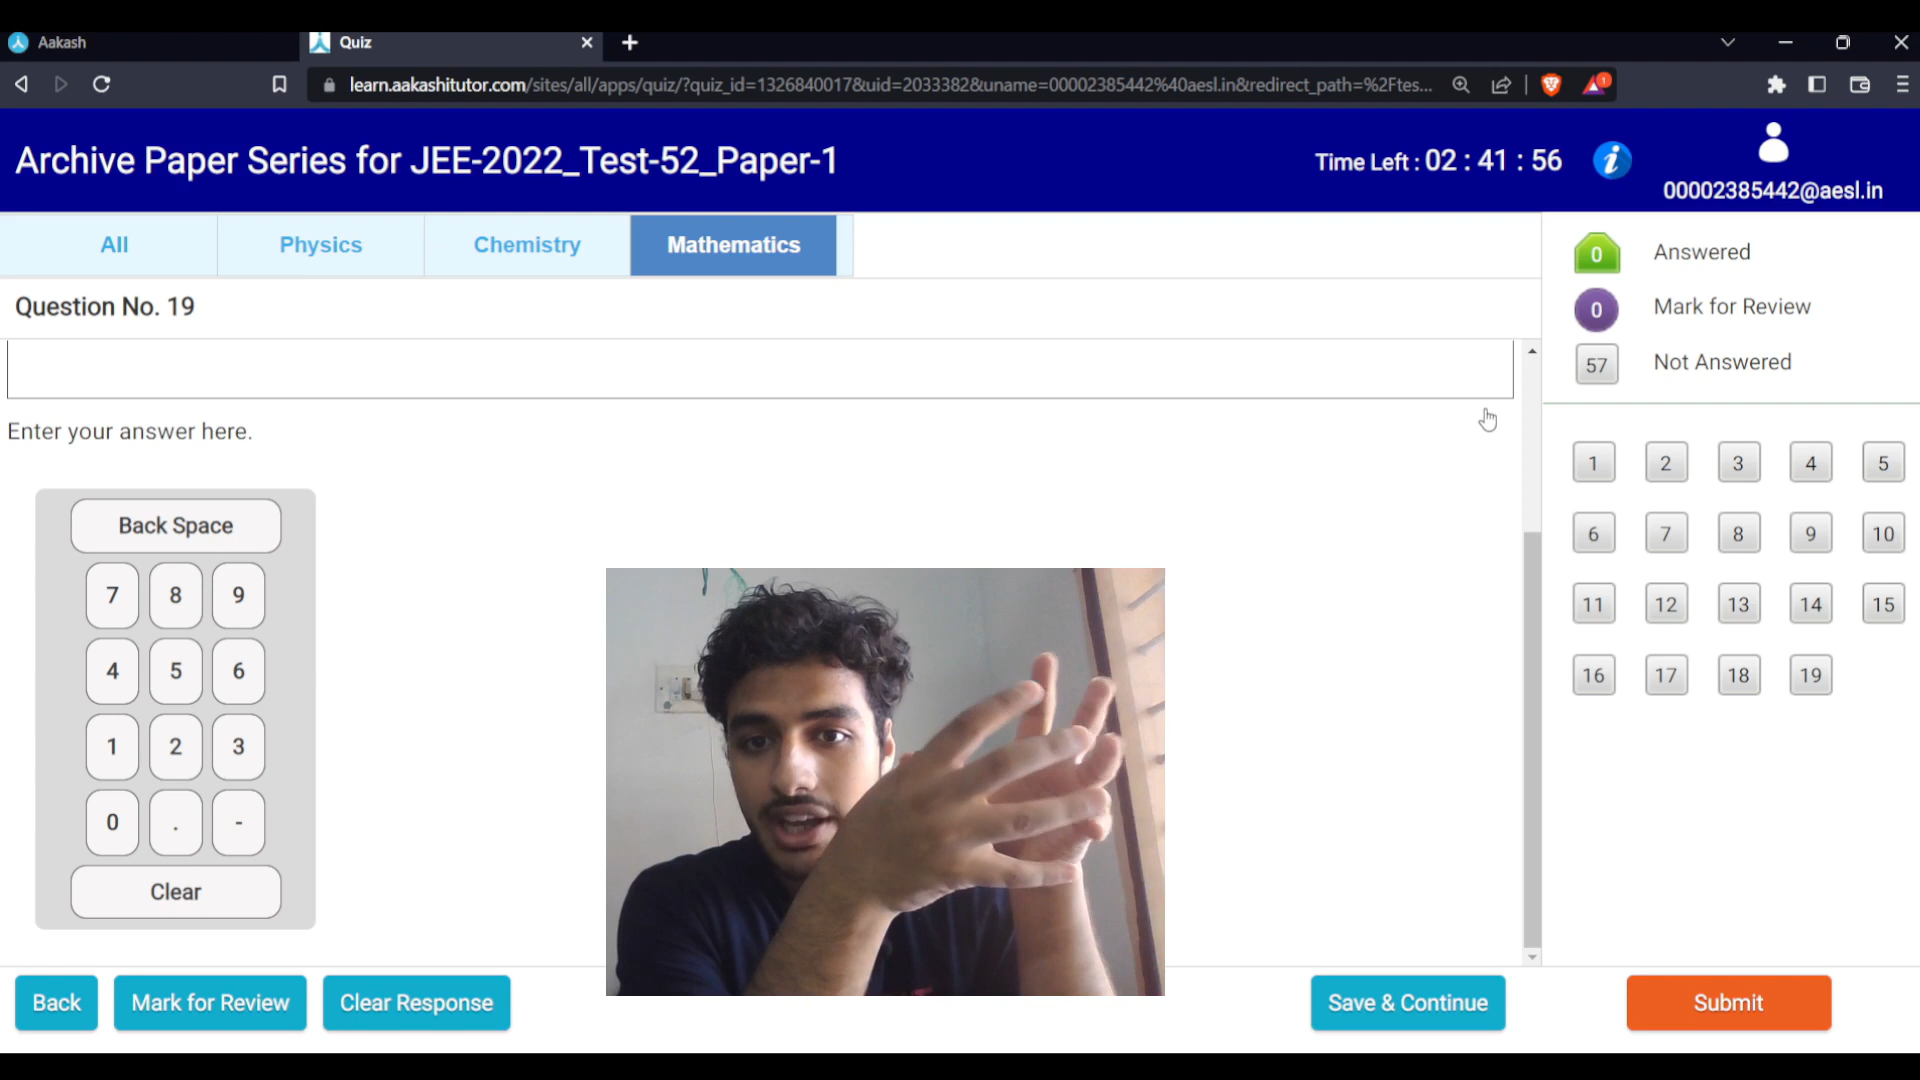 Aakash
Quiz
learn.aakashitutor.com/sites/all/apps/quiz/?quiz_id=1326840017&uid=2033382&uname=00002385442%40aesl.in&redirect_path=%2Ftes...
1
Archive Paper Series for JEE-2022_Test-52_Paper-1
Time Left : 02 : 41 : 56
i
00002385442@aesl.in
All
Physics
Chemistry
Mathematics
Question No. 19
Enter your answer here.
Back Space
7 8 9
4 5 6
1 2 3
0 . -
Clear
0 Answered
0 Mark for Review
57 Not Answered
1 2 3 4 5
6 7 8 9 10
11 12 13 14 15
16 17 18 19
Back
Mark for Review
Clear Response
Save & Continue
Submit